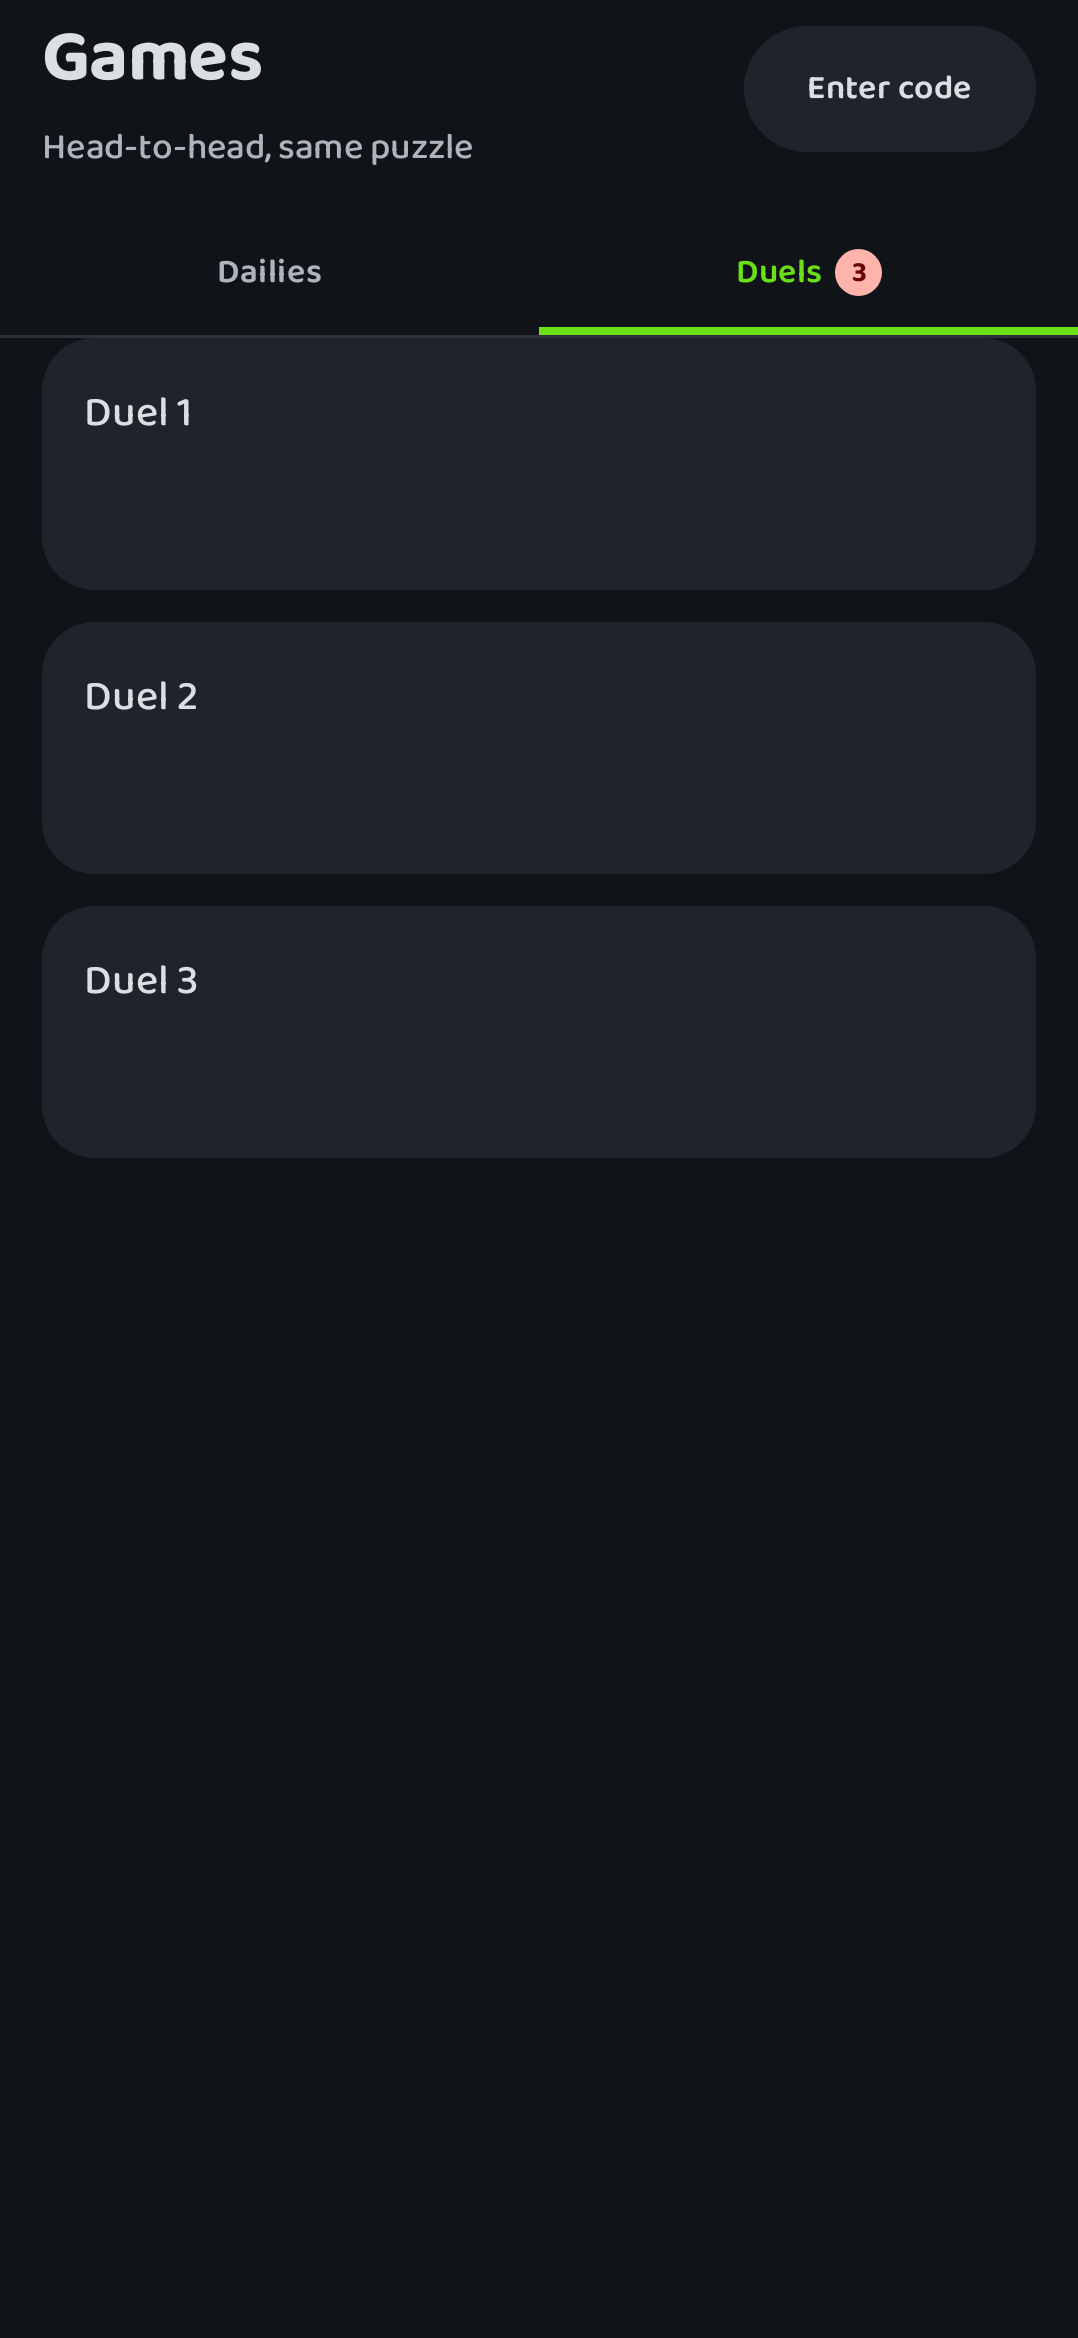 Games
Enter code
Head-to-head, same puzzle
Dailies
Duels 3
Duel 1
Duel 2
Duel 3